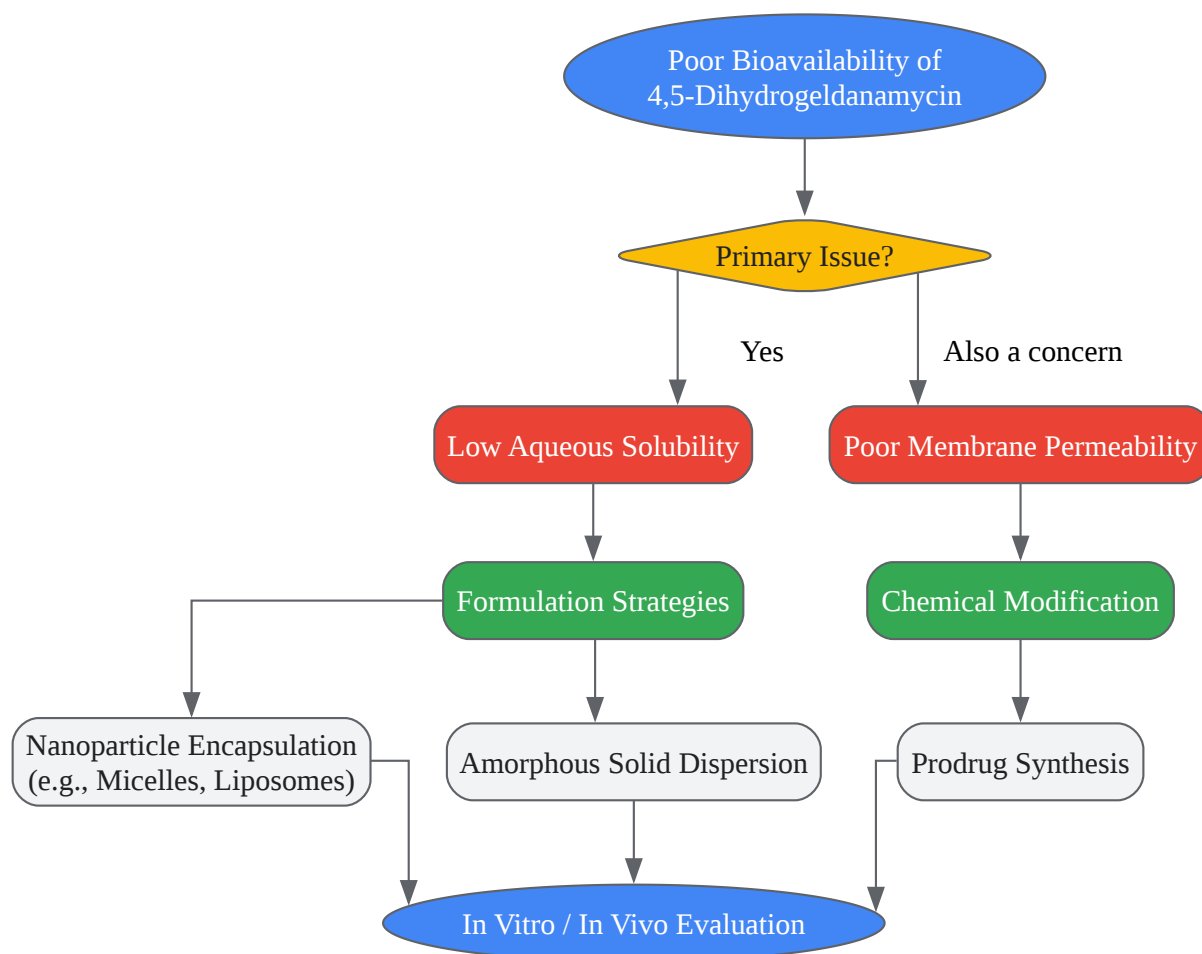 Poor Bioavailability of
4,5-Dihydrogeldanamycin
Primary Issue?
Yes
Also a concern
Low Aqueous Solubility
Poor Membrane Permeability
Formulation Strategies
Chemical Modification
Nanoparticle Encapsulation
(e.g., Micelles, Liposomes)
Amorphous Solid Dispersion
Prodrug Synthesis
In Vitro / In Vivo Evaluation